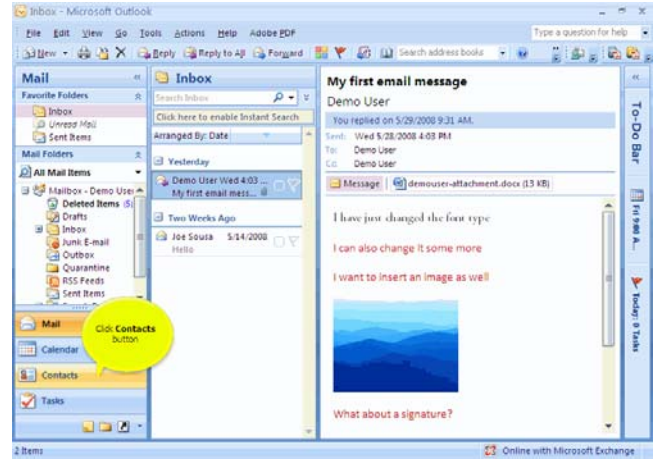 Inbox - Microsoft Outlook
File Edit View Go Tools Actions Help Adobe PDF
Type a question for help
New Reply Reply to All Forward Search address books
Mail
Favorite Folders
Inbox
Unread Mail
Sent Items
Mail Folders
All Mail Items
Mailbox - Demo User
Deleted Items
Drafts
Inbox
Junk E-mail
Outbox
Quarantine
RSS Feeds
Sent Items
Mail
Calendar
Contacts
Tasks
Click Contacts
button
Inbox
Search Inbox
Click here to enable Instant Search
Arranged By: Date
Yesterday
Demo User Wed 4:03 ...
My first email mess...
Two Weeks Ago
Joe Sousa 5/14/2008
Hello
My first email message
Demo User
You replied on 5/29/2008 9:31 AM.
Sent: Wed 5/28/2008 4:03 PM
To: Demo User
Cc: Demo User
Message demouser-attachment.docx (13 KB)
I have just changed the font type
I can also change it some more
I want to insert an image as well
What about a signature?
To-Do Bar
Fri 9:00 A...
Today: 0 Tasks
2 Items
Online with Microsoft Exchange